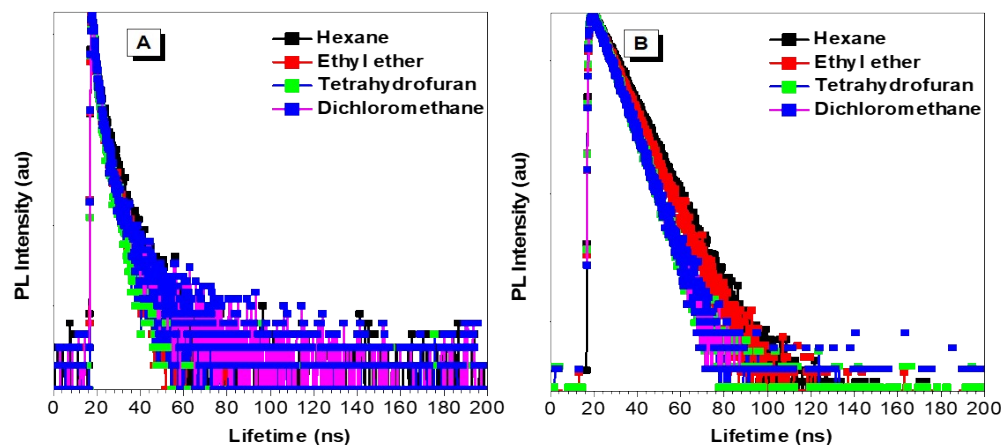 A
Hexane
Ethyl ether
Tetrahydrofuran
Dichloromethane
PL Intensity (au)
0 20 40 60 80 100 120 140 160 180 200
Lifetime (ns)
B
Hexane
Ethyl ether
Tetrahydrofuran
Dichloromethane
PL Intensity (au)
0 20 40 60 80 100 120 140 160 180 200
Lifetime (ns)